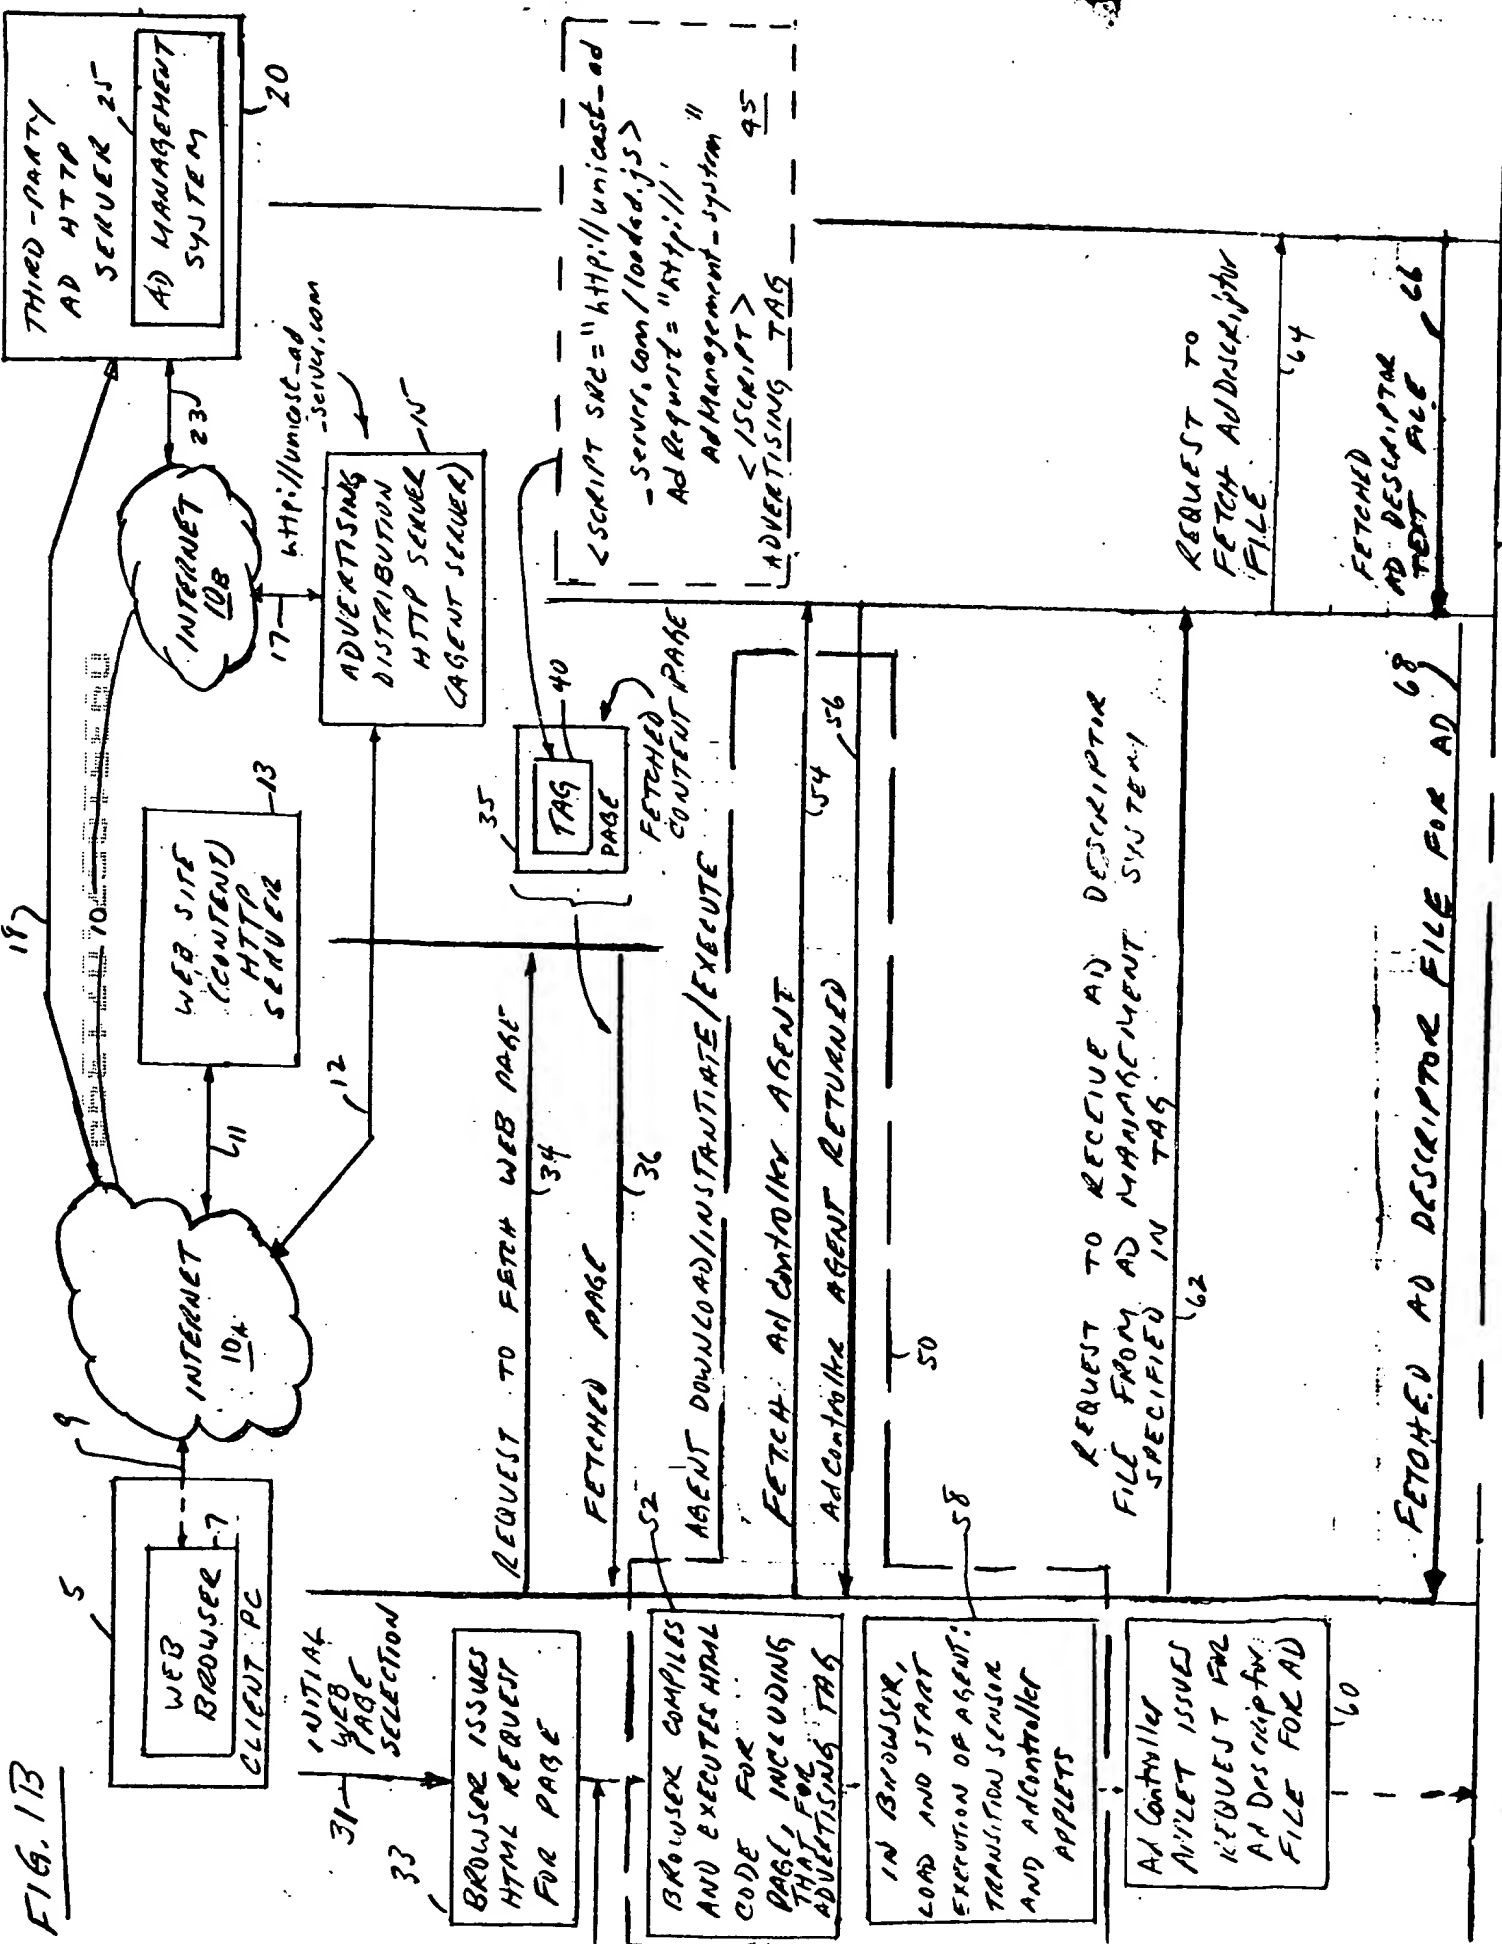 FIG. 1B
5
WEB
BROWSER
7
CLIENT PC
9
INTERNET
10A
19
10
11
12
WEB SITE
(CONTENT)
HTTP
SERVER
13
INTERNET
10B
17
23
http://unicast_ad
_server.com
ADVERTISING
DISTRIBUTION
HTTP SERVER
(AGENT SERVER)
15
THIRD-PARTY
AD HTTP
SERVER
25
AD MANAGEMENT
SYSTEM
20
INITIAL
WEB
PAGE
SELECTION
31
33
BROWSER ISSUES
HTML REQUEST
FOR PAGE
REQUEST TO FETCH WEB PAGE
34
FETCHED PAGE
36
35
TAG
40
PAGE
FETCHED
CONTENT PAGE
<SCRIPT SRC="http://unicast_ad
_server.com/loadad.js>
AdRequest="http://
AdManagement_system"
</SCRIPT>
45
ADVERTISING TAG
52
BROWSER COMPILES
AND EXECUTES HTML
CODE FOR
PAGE, INCLUDING
THAT FOR
ADVERTISING TAG
AGENT DOWNLOAD/INSTANTIATE/EXECUTE
FETCH AdController AGENT
54
AdController AGENT RETURNED
56
50
58
IN BROWSER,
LOAD AND START
EXECUTION OF AGENT:
TRANSITION SENSOR
AND AdController
APPLETS
AdController
APPLET ISSUES
REQUEST FOR
AdDescriptor
FILE FOR AD
60
REQUEST TO RECEIVE AD DESCRIPTOR
FILE FROM AD MANAGEMENT SYSTEM
SPECIFIED IN TAG
62
REQUEST TO
FETCH AdDescriptor
FILE
64
FETCHED
AD DESCRIPTOR
TEXT FILE
66
FETCHED AD DESCRIPTOR FILE FOR AD
68